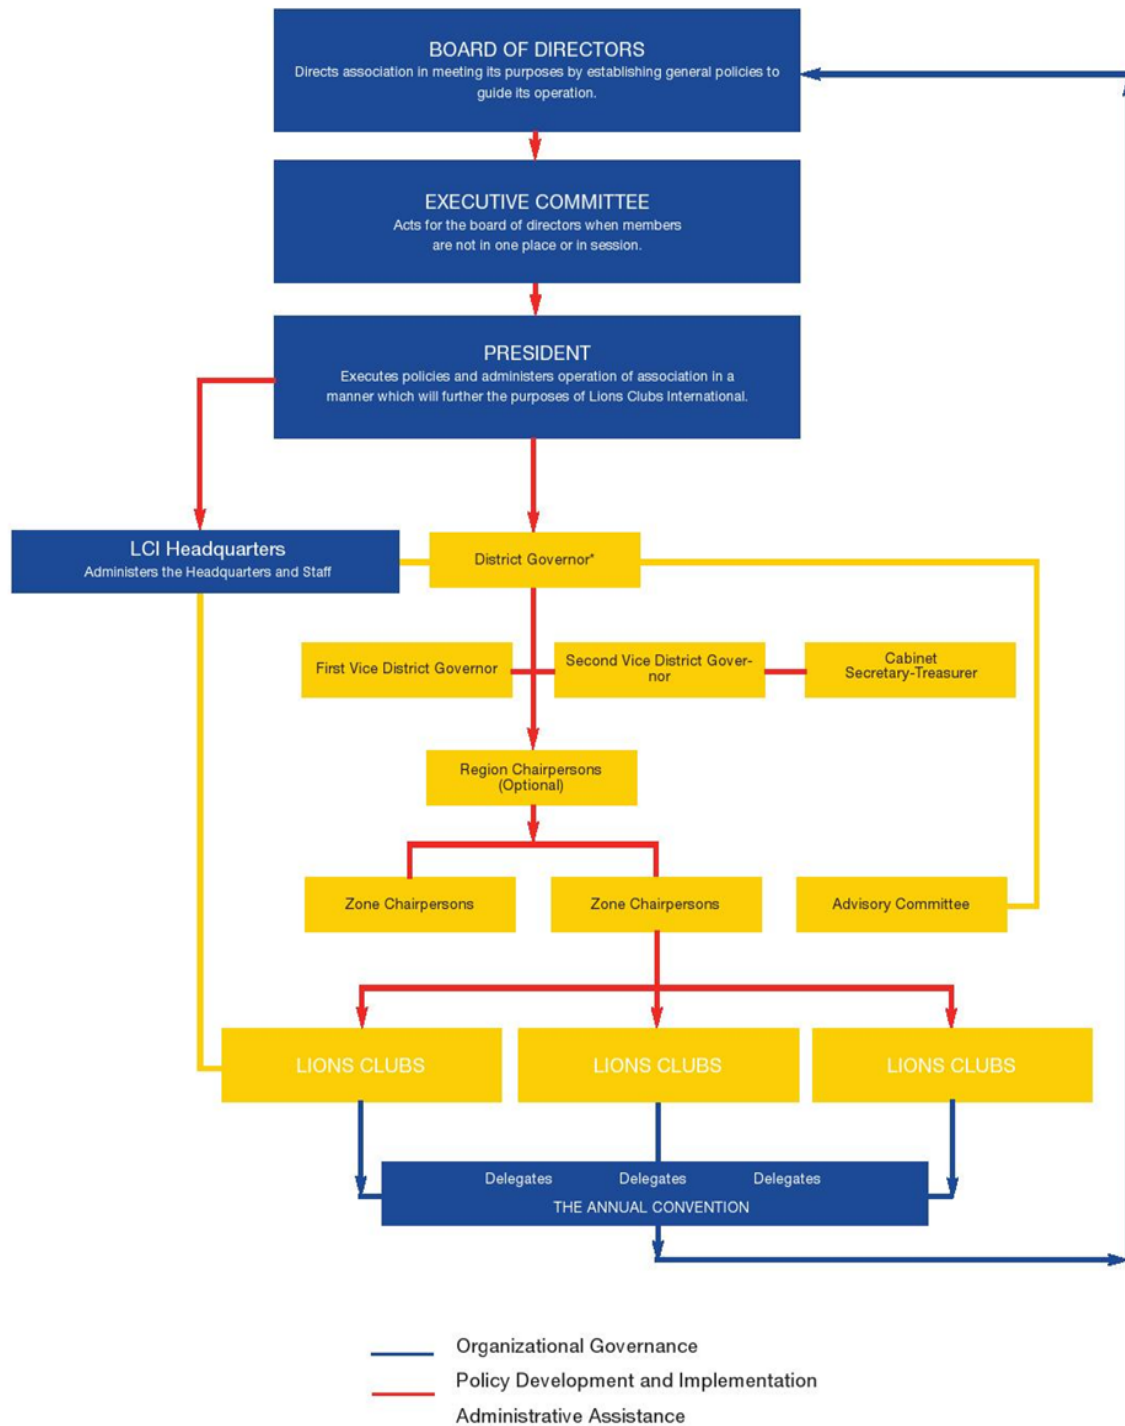 BOARD OF DIRECTORS
Directs association in meeting its purposes by establishing general policies to
guide its operation.
EXECUTIVE COMMITTEE
Acts for the board of directors when members
are not in one place or in session.
PRESIDENT
Executes policies and administers operation of association in a
manner which will further the purposes of Lions Clubs International.
LCI Headquarters
Administers the Headquarters and Staff
District Governor*
First Vice District Governor
Second Vice District Gover-
nor
Cabinet
Secretary-Treasurer
Region Chairpersons
(Optional)
Zone Chairpersons
Zone Chairpersons
Advisory Committee
LIONS CLUBS
LIONS CLUBS
LIONS CLUBS
Delegates Delegates Delegates
THE ANNUAL CONVENTION
Organizational Governance
Policy Development and Implementation
Administrative Assistance